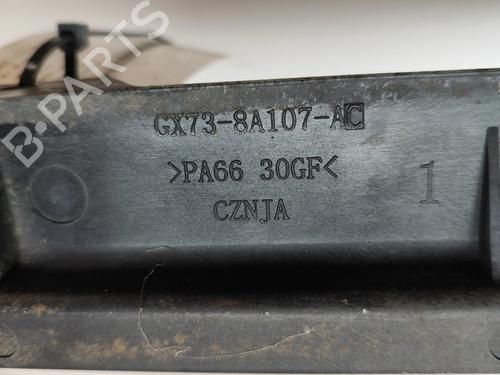 B-PARTS
GX73-8A107-AC
>PA66 30GF<
CZNJA
1